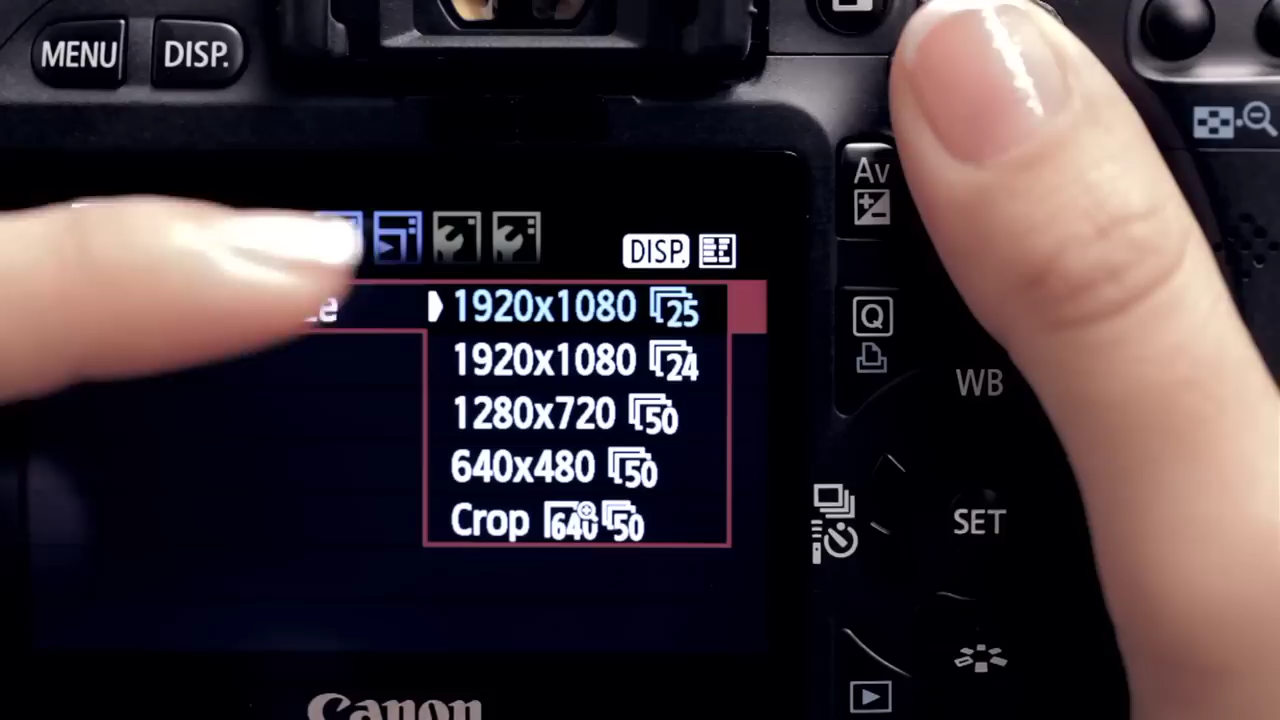 MENU DISP.
Av
DISP.
1920x1080 25
1920x1080 24
1280x720 50
640x480 50
Crop 640 50
Q
WB
SET
Canon